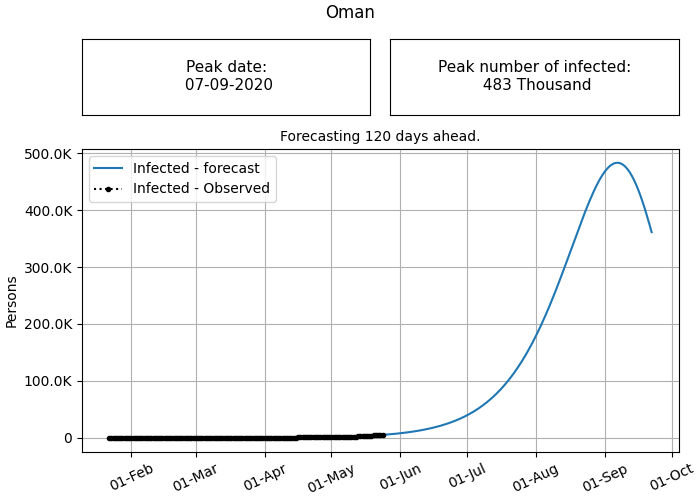 Oman
Peak date:
07-09-2020
Peak number of infected:
483 Thousand
Forecasting 120 days ahead.
Infected - forecast
Infected - Observed
Persons
500.0K
400.0K
300.0K
200.0K
100.0K
0
01-Feb
01-Mar
01-Apr
01-May
01-Jun
01-Jul
01-Aug
01-Sep
01-Oct